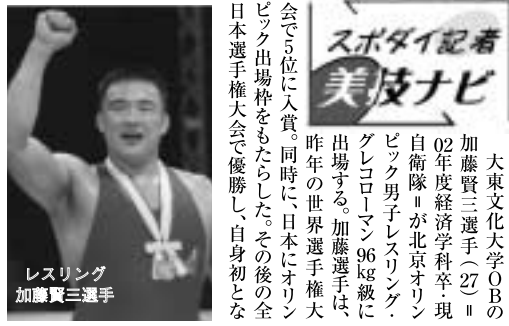 スポダイ記者
美技ナビ
大東文化大学OBの
加藤賢三選手（27）＝
02年度経済学科卒・現
自衛隊＝が北京オリン
ピック男子レスリング・
グレコローマン96kg級に
出場する。加藤選手は、
昨年の世界選手権大
会で5位に入賞。同時に、日本にオリン
ピック出場枠をもたらした。その後の全
日本選手権大会で優勝し、自身初とな
レスリング
加藤賢三選手